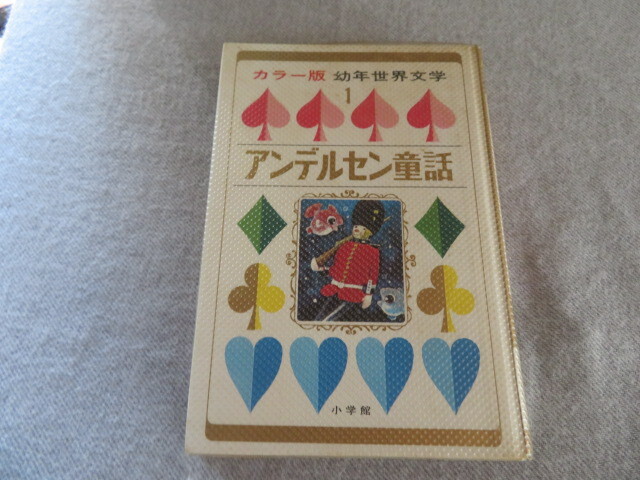 カラー版 幼年世界文学
1
アンデルセン童話
小学館